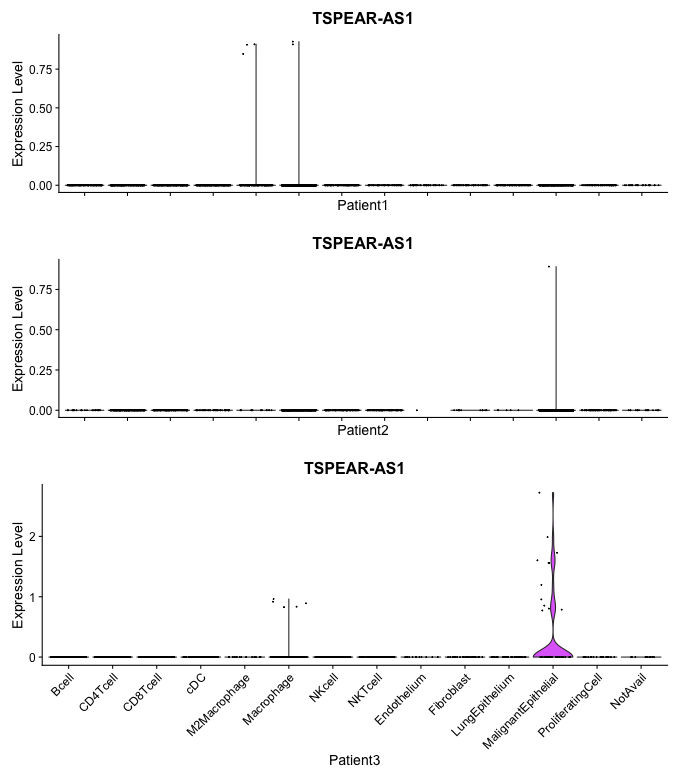 TSPEAR-AS1
Expression Level
0.75
0.50
0.25
0.00
Patient1
TSPEAR-AS1
Expression Level
0.75
0.50
0.25
0.00
Patient2
TSPEAR-AS1
Expression Level
2
1
0
Bcell
CD4Tcell
CD8Tcell
cDC
M2Macrophage
Macrophage
NKcell
NKTcell
Endothelium
Fibroblast
LungEpithelium
MalignantEpithelial
ProliferatingCell
NotAvail
Patient3